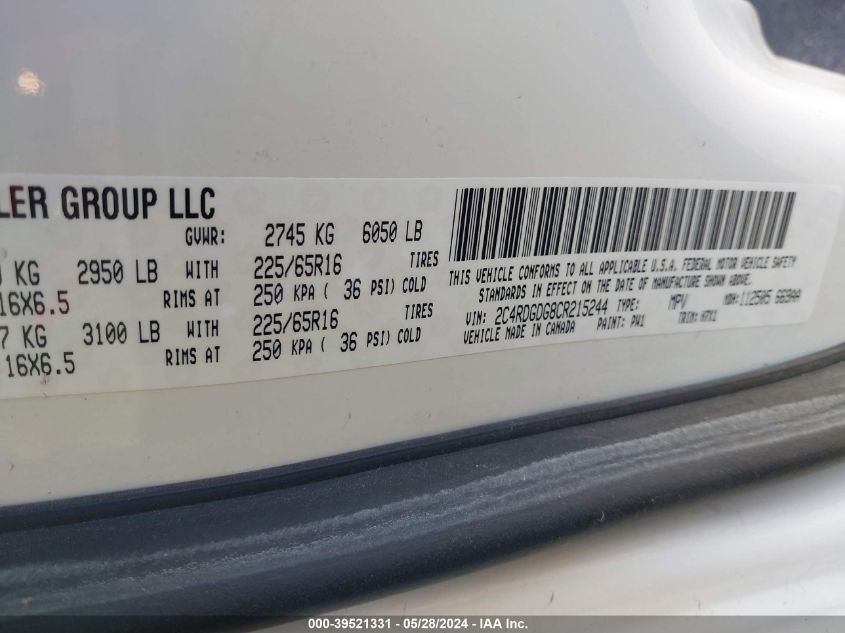 LER GROUP LLC
GVWR: 2745 KG 6050 LB
KG 2950 LB WITH 225/65R16 TIRES
16X6.5 RIMS AT 250 KPA ( 36 PSI) COLD
7 KG 3100 LB WITH 225/65R16 TIRES
16X6.5 RIMS AT 250 KPA ( 36 PSI) COLD
THIS VEHICLE CONFORMS TO ALL APPLICABLE U.S.A. FEDERAL MOTOR VEHICLE SAFETY
STANDARDS IN EFFECT ON THE DATE OF MANUFACTURE SHOWN ABOVE.
VIN: 2C4RDGDG8CR215244 TYPE: MPV MDH:
VEHICLE MADE IN CANADA PAINT: PW1 TRIM:
000-39521331 / 05/28/2024 - IAA Inc.